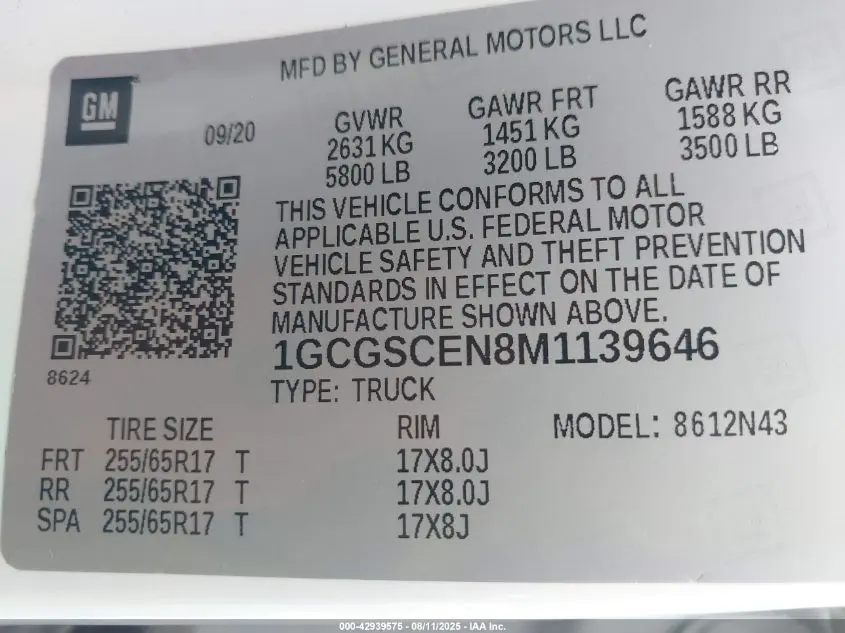 MFD BY GENERAL MOTORS LLC
GM
09/20
GVWR GAWR FRT GAWR RR
2631 KG 1451 KG 1588 KG
5800 LB 3200 LB 3500 LB
THIS VEHICLE CONFORMS TO ALL
APPLICABLE U.S. FEDERAL MOTOR
VEHICLE SAFETY AND THEFT PREVENTION
STANDARDS IN EFFECT ON THE DATE OF
MANUFACTURE SHOWN ABOVE.
1GCGSCEN8M1139646
8624
TYPE: TRUCK
TIRE SIZE RIM MODEL: 8612N43
FRT 255/65R17 T 17X8.0J
RR 255/65R17 T 17X8.0J
SPA 255/65R17 T 17X8J
000-42939575 - 08/11/2025 - IAA Inc.